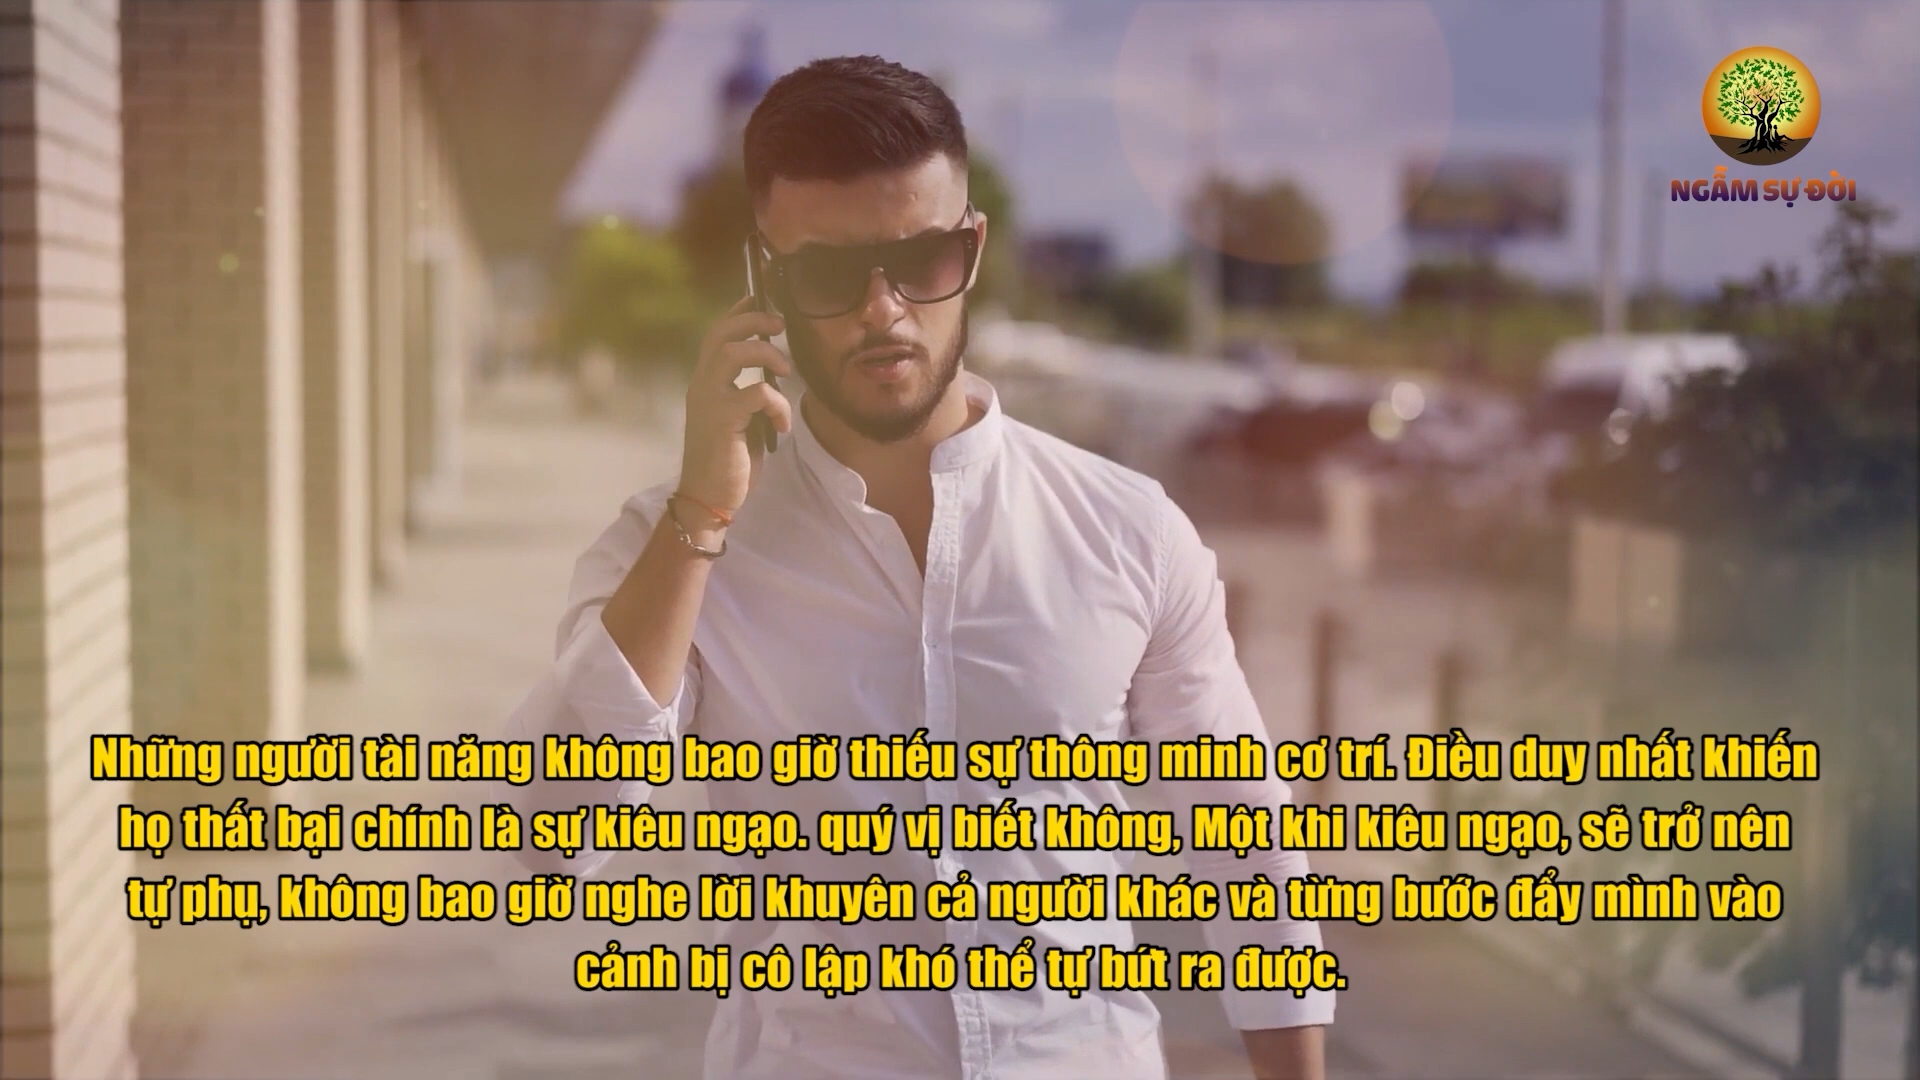 NGẪM SỰ ĐỜI
Những người tài năng không bao giờ thiếu sự thông minh cơ trí. Điều duy nhất khiến
họ thất bại chính là sự kiêu ngạo. quý vị biết không, Một khi kiêu ngạo, sẽ trở nên
tự phụ, không bao giờ nghe lời khuyên cả người khác và từng bước đẩy mình vào
cảnh bị cô lập khó thể tự bứt ra được.